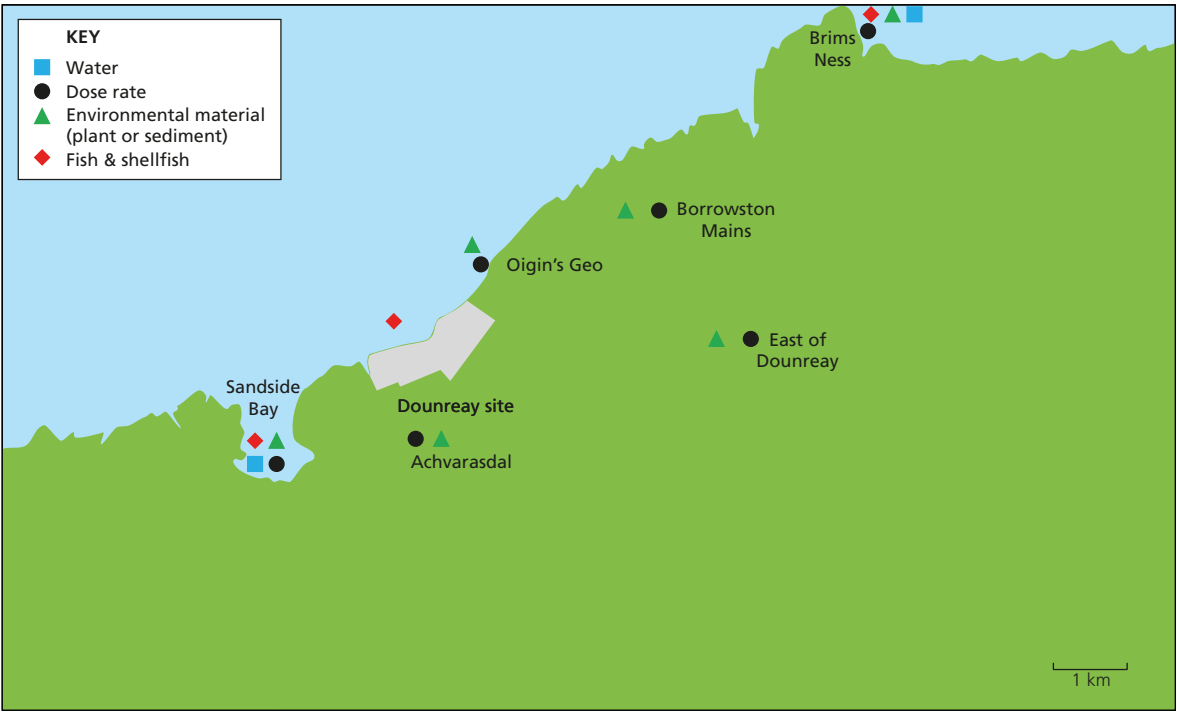 KEY
Water
Dose rate
Environmental material
(plant or sediment)
Fish & shellfish
Brims
Ness
Borrowston
Mains
Oigin's Geo
East of
Dounreay
Sandside
Bay
Dounreay site
Achvarasdal
1 km